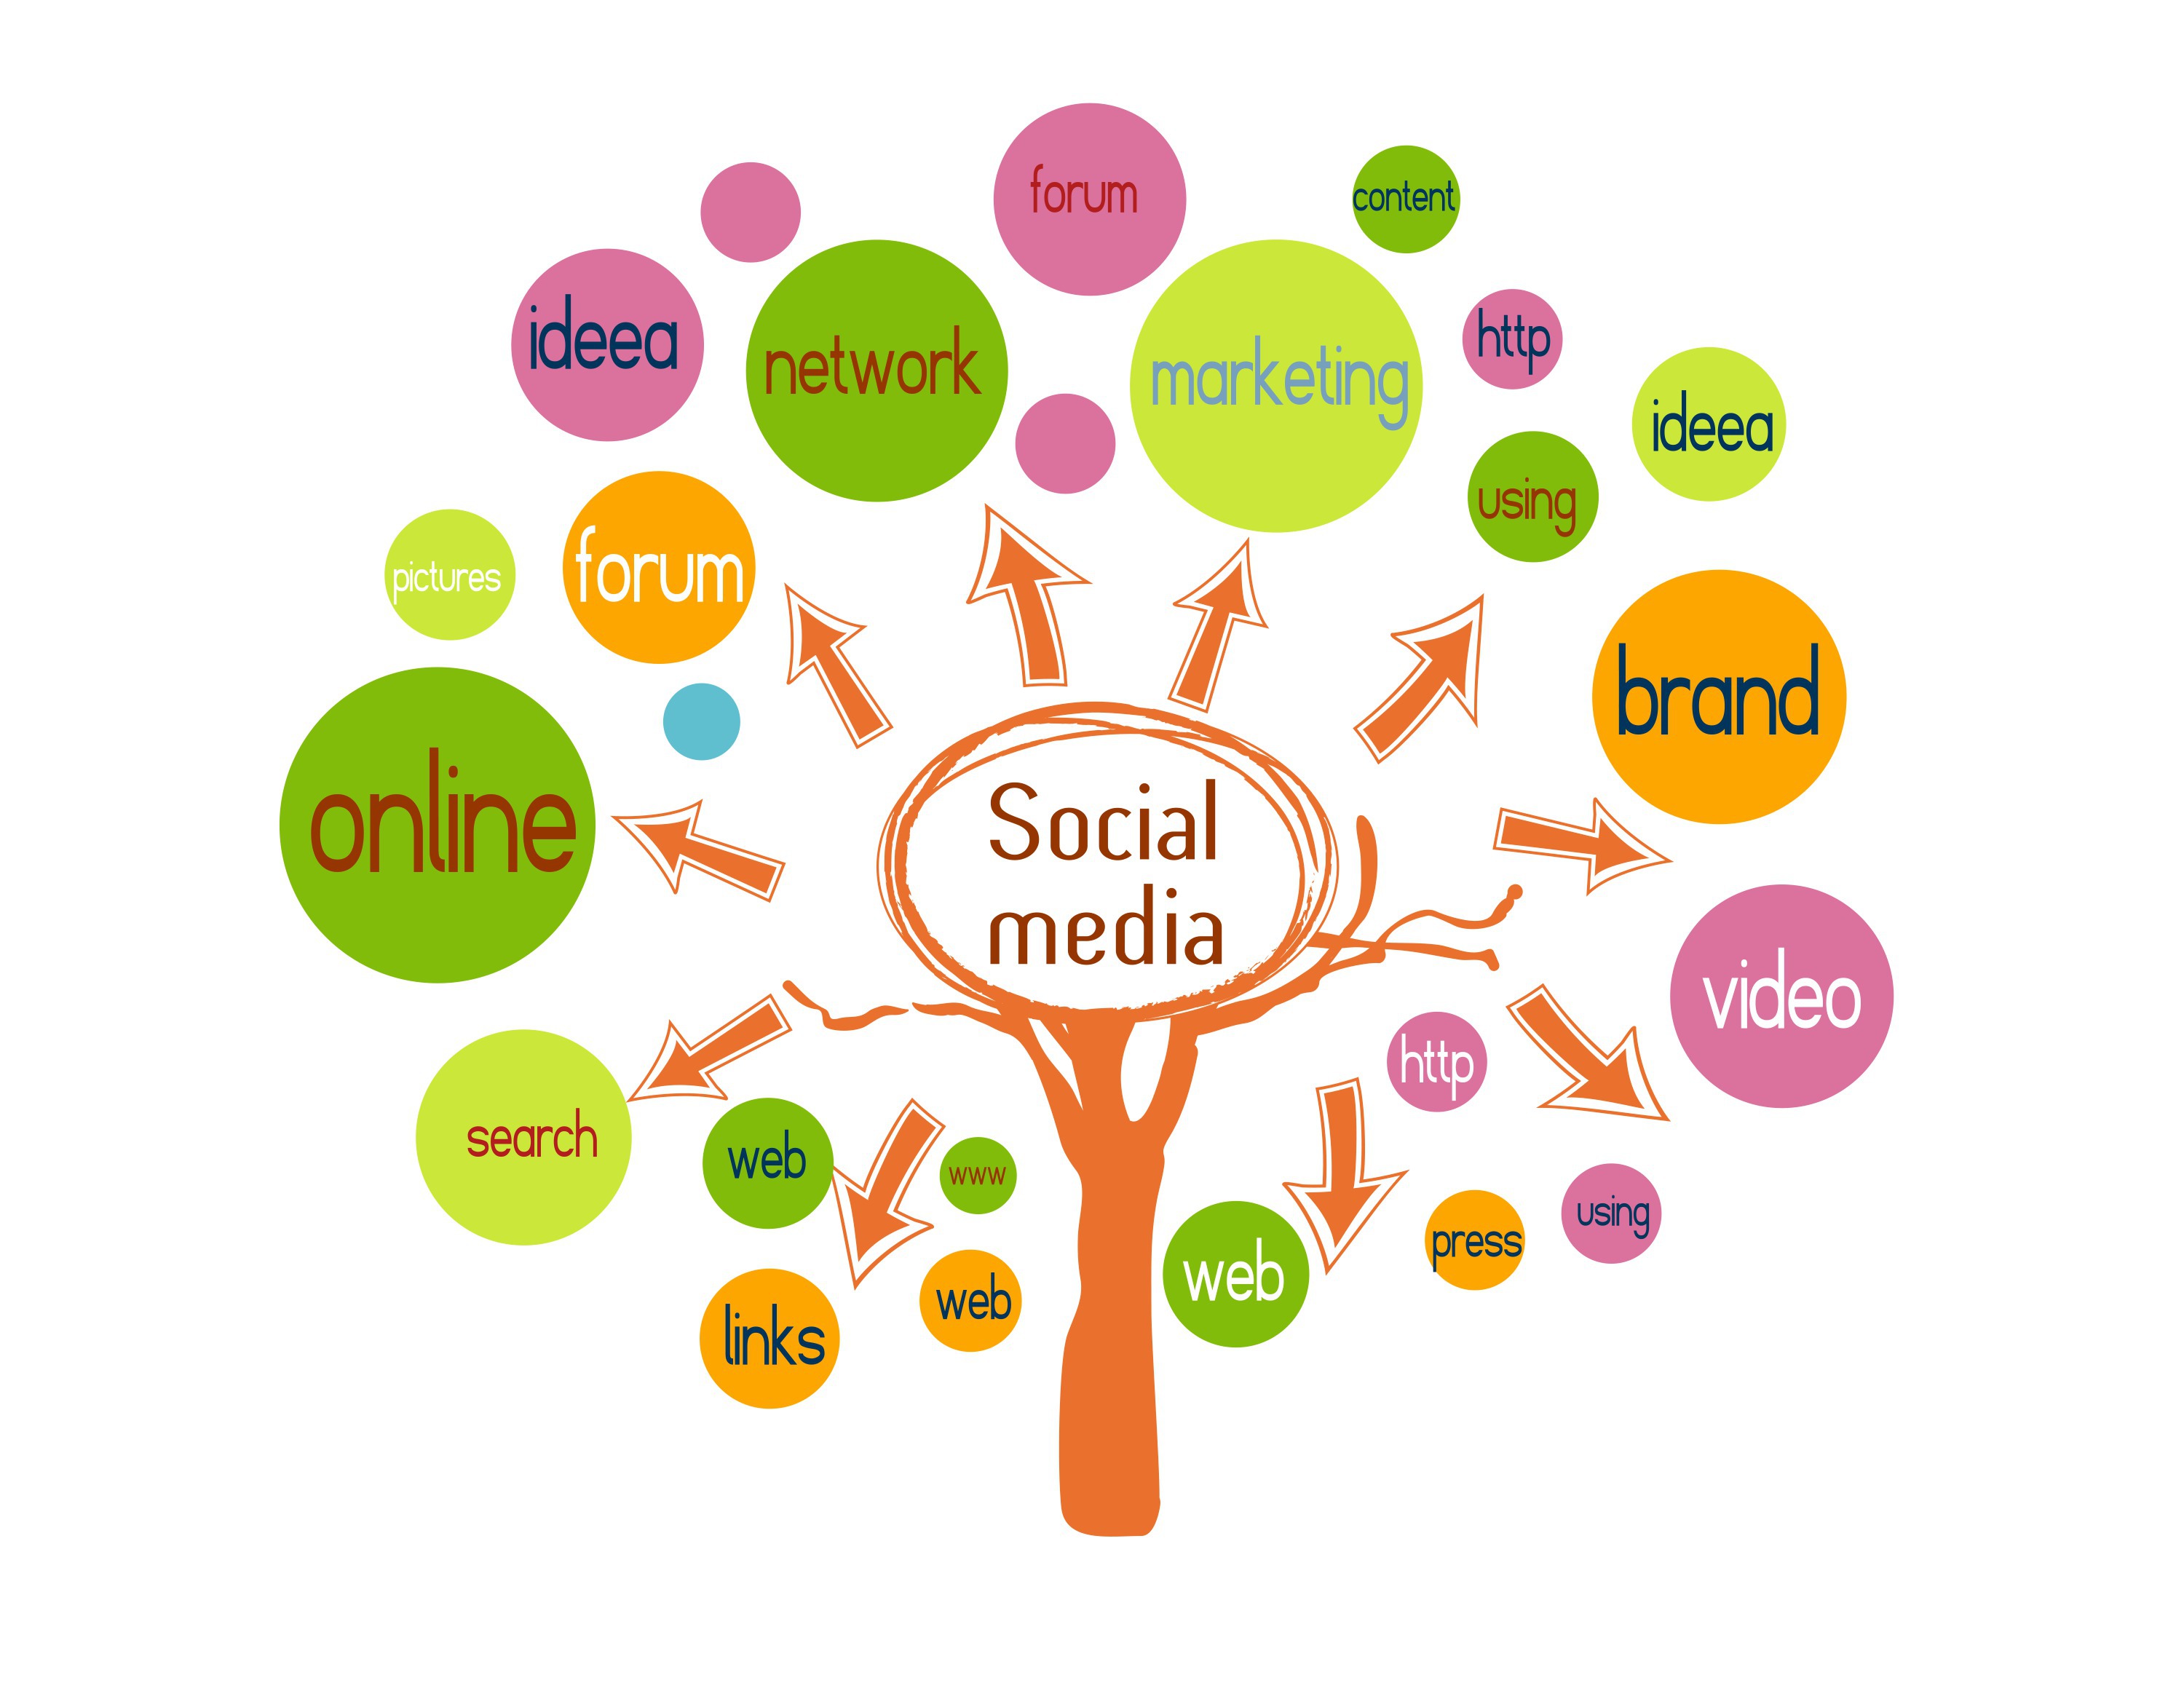 forum
content
ideea
network
marketing
http
ideea
using
pictures
forum
brand
online
Social
media
video
search
web
www
http
links
web
web
press
using